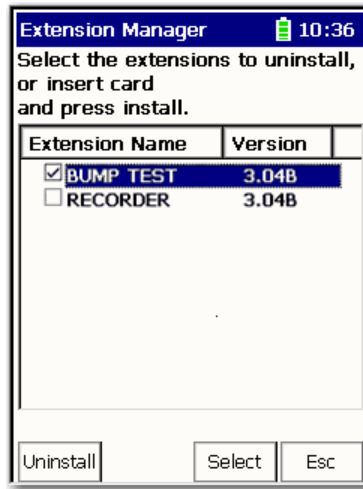 Extension Manager 10:36
Select the extensions to uninstall,
or insert card
and press install.
Extension Name Version
BUMP TEST 3.04B
RECORDER 3.04B
Uninstall Select Esc